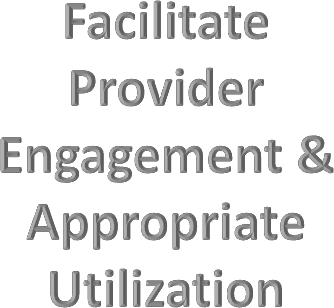 Facilitate
Provider
Engagement &
Appropriate
Utilization